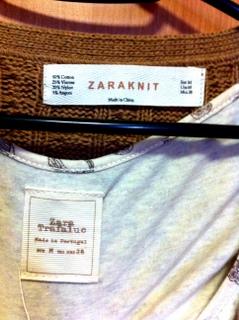 50% Cotton
25% Viscose
20% Nylon
5% Angora
ZARAKNIT
Made in China
Zara
Trafaluc
Made in Portugal